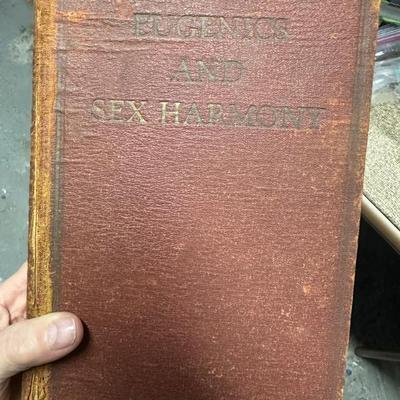 EUGENICS
AND
SEX HARMONY